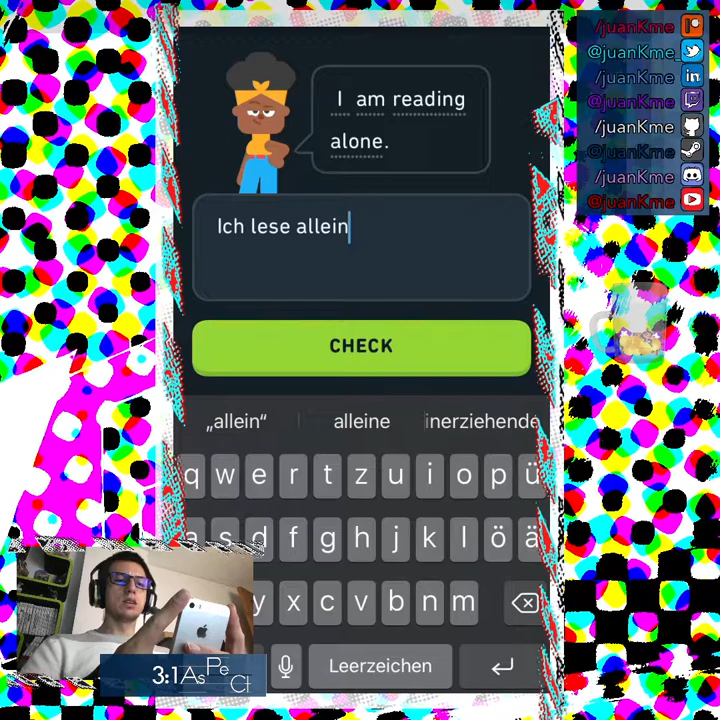 I am reading
alone.
Ich lese allein
CHECK
„allein“ alleine inerziehende
q w e r t z u i o p ü
a s d f g h j k l ö ä
y x c v b n m
Leerzeichen
/juanKme
@juanKme_
/juanKme
@juanKme
/juanKme
@juanKme
/juanKme
@juanKme
3:1AsPeCt